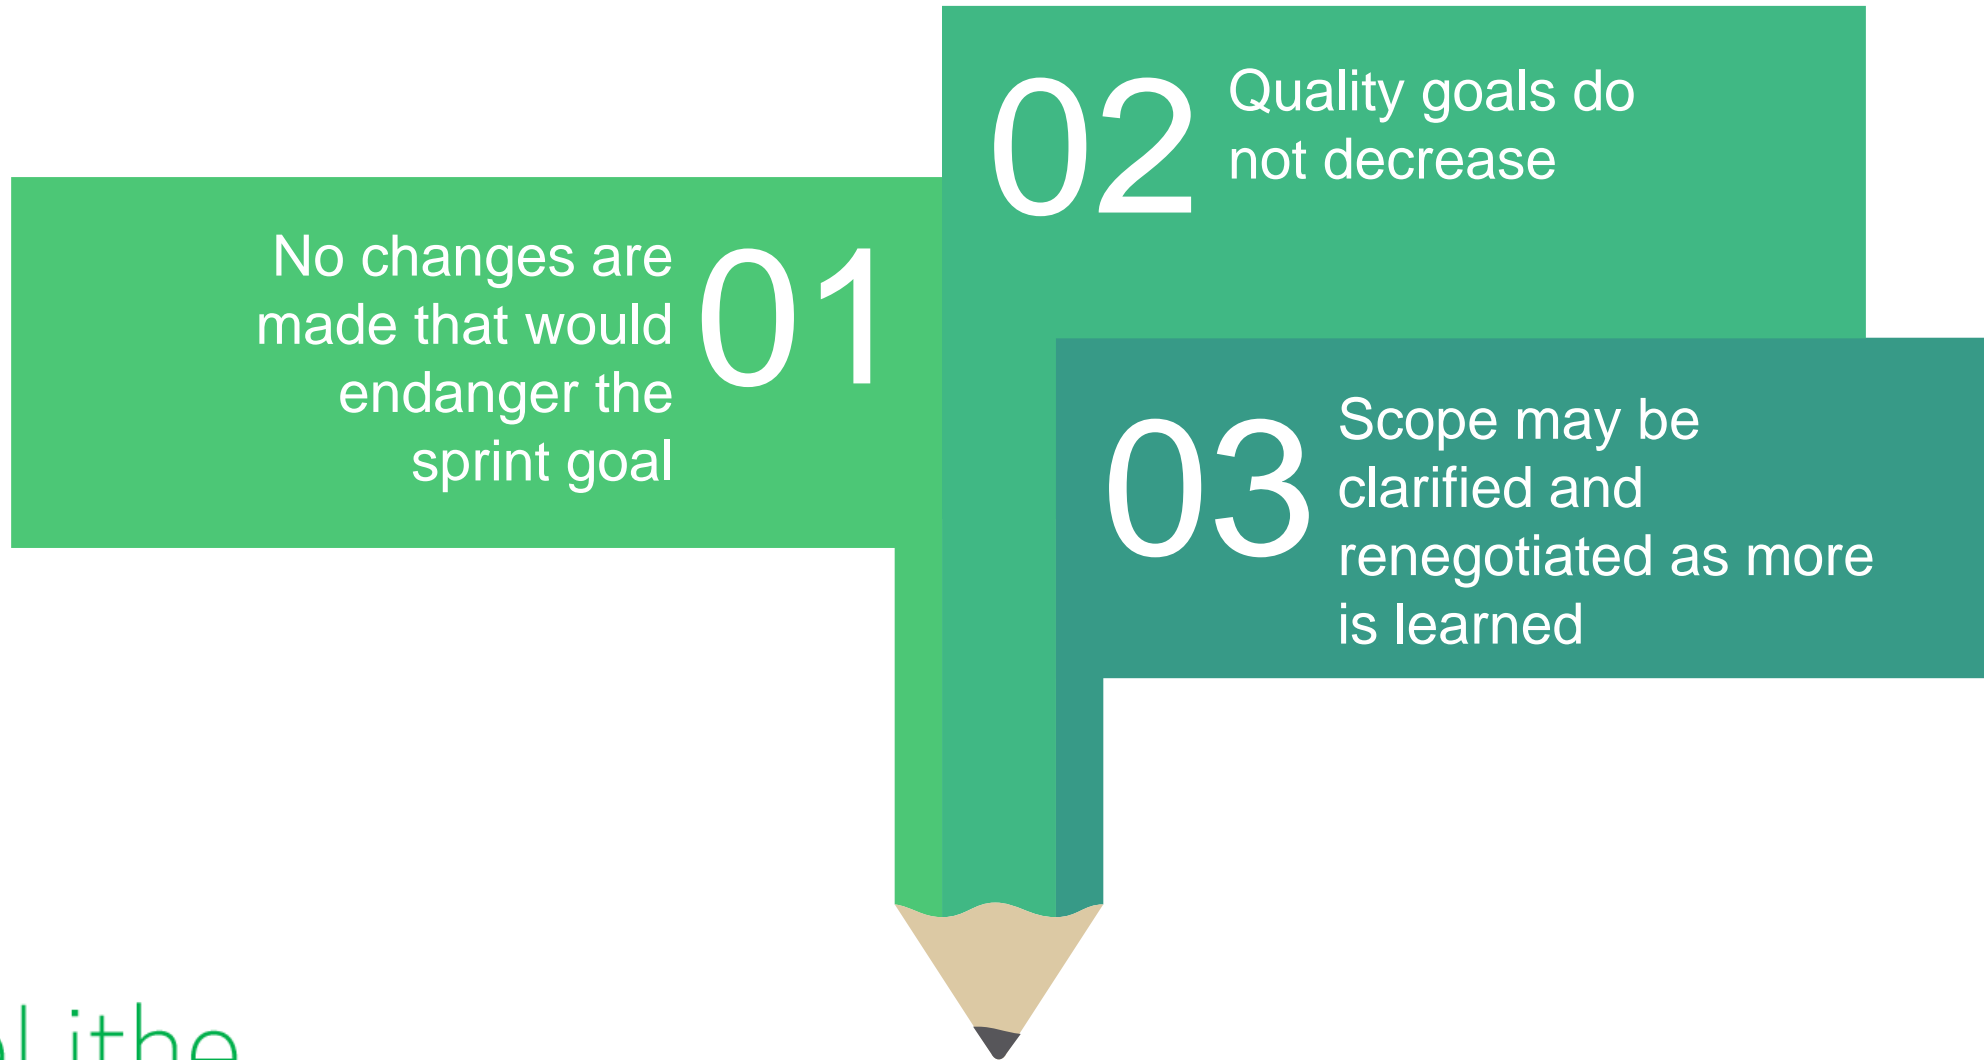 01
No changes are
made that would
endanger the
sprint goal
02
Quality goals do
not decrease
03
Scope may be
clarified and
renegotiated as more
is learned